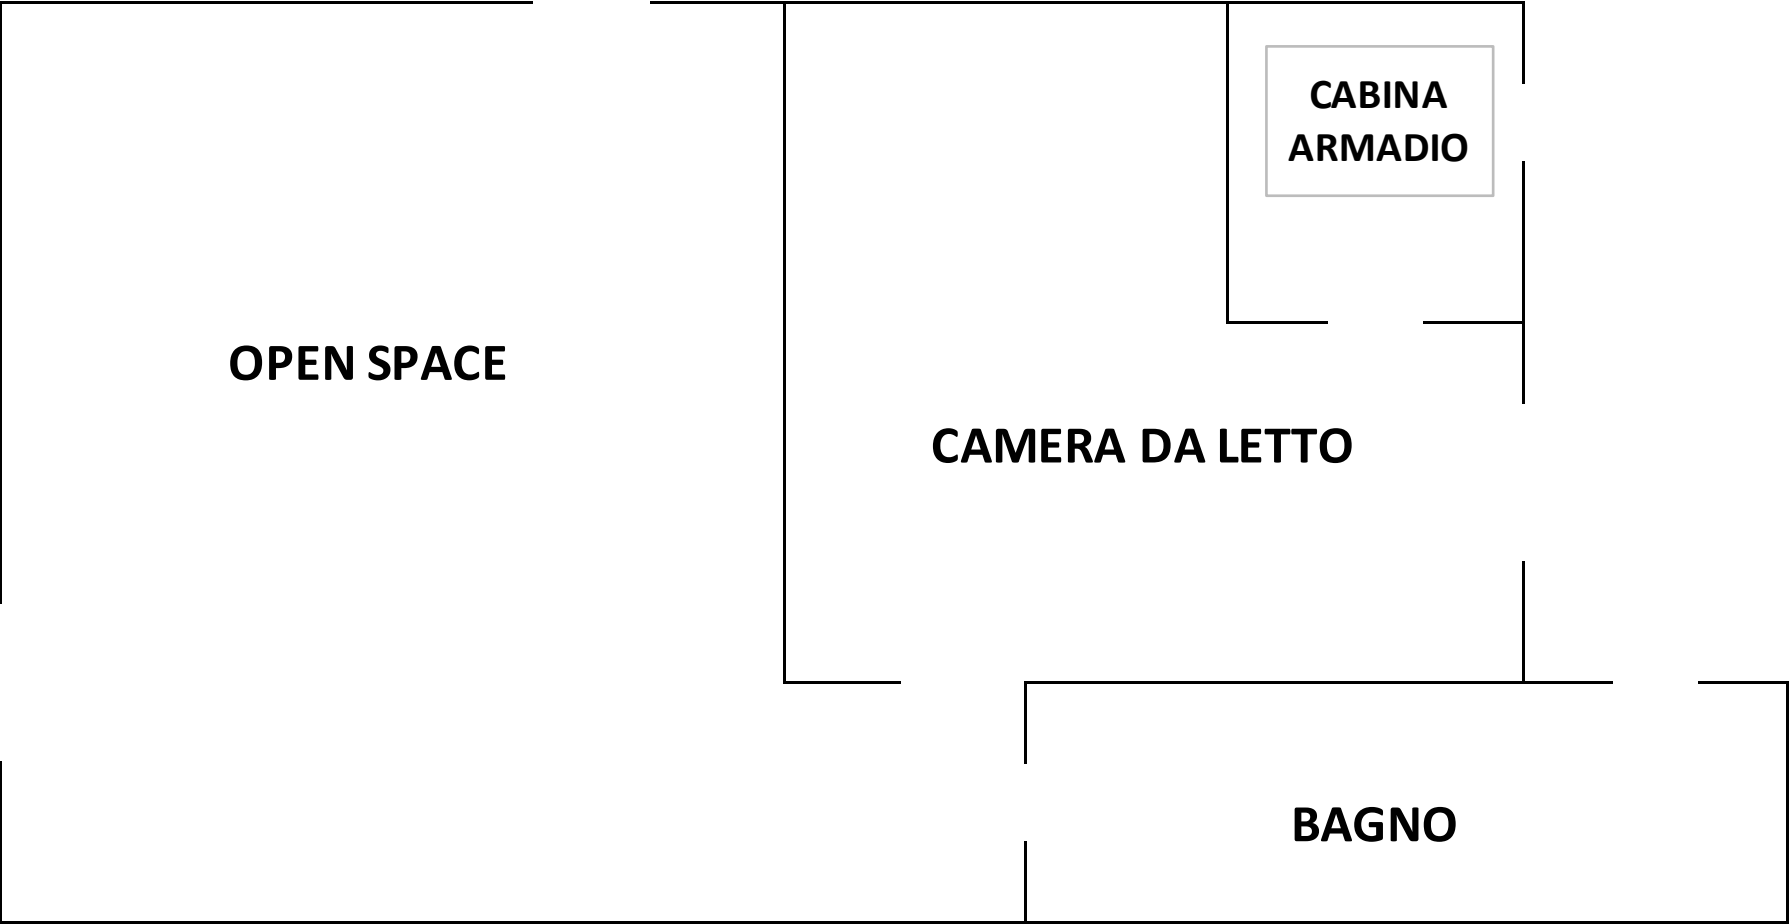 CABINA
ARMADIO
OPEN SPACE
CAMERA DA LETTO
BAGNO